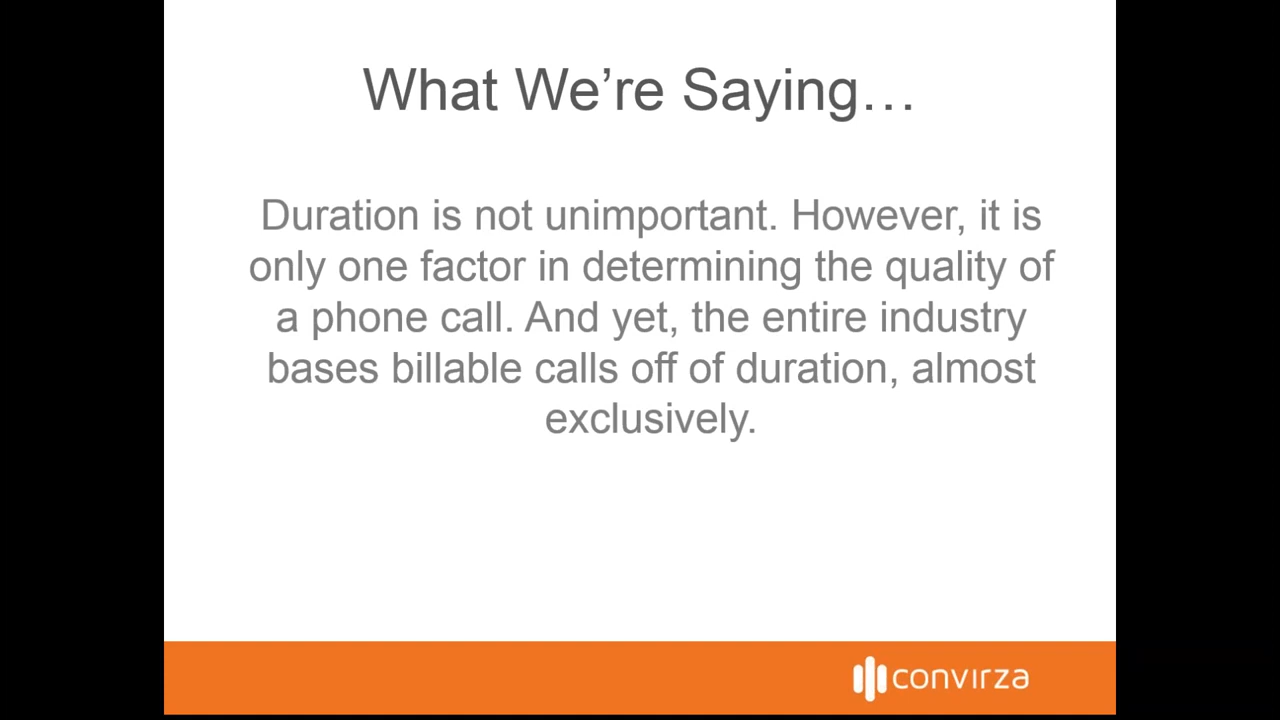 What We’re Saying…
Duration is not unimportant. However, it is
only one factor in determining the quality of
a phone call. And yet, the entire industry
bases billable calls off of duration, almost
exclusively.
convirza